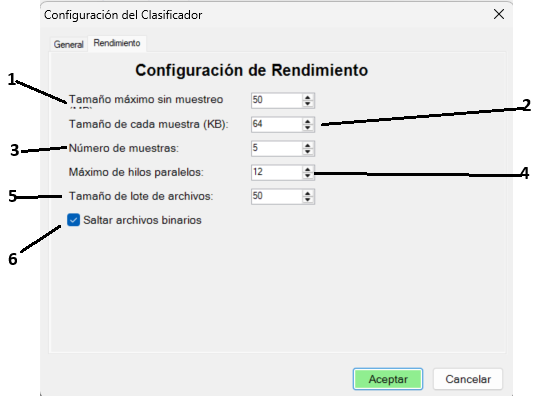 Configuración del Clasificador
General Rendimiento
Configuración de Rendimiento
1 Tamaño máximo sin muestreo 50
Tamaño de cada muestra (KB): 64 2
3 Número de muestras: 5
Máximo de hilos paralelos: 12 4
5 Tamaño de lote de archivos: 50
Saltar archivos binarios
6
Aceptar Cancelar